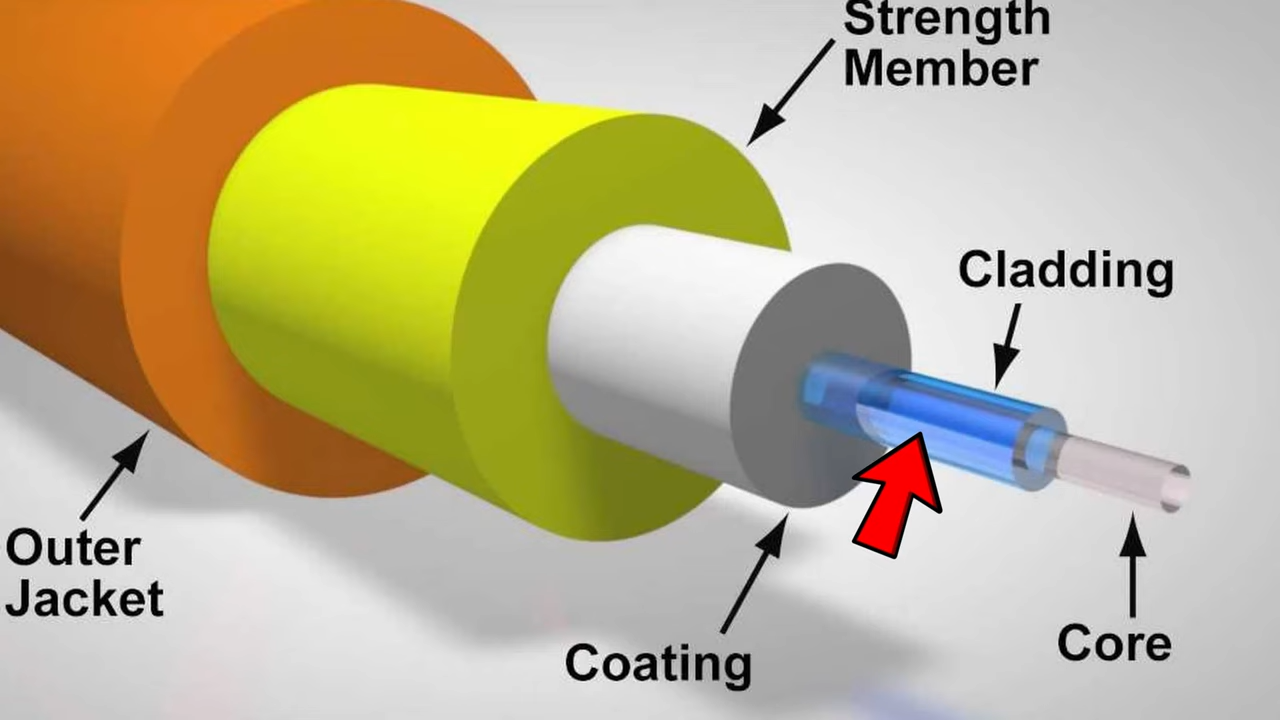 Strength
Member
Cladding
Outer
Jacket
Coating
Core